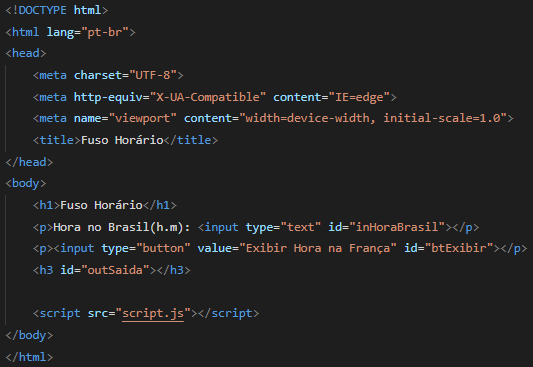 <!DOCTYPE html>
<html lang="pt-br">
<head>
    <meta charset="UTF-8">
    <meta http-equiv="X-UA-Compatible" content="IE=edge">
    <meta name="viewport" content="width=device-width, initial-scale=1.0">
    <title>Fuso Horário</title>
</head>
<body>
    <h1>Fuso Horário</h1>
    <p>Hora no Brasil(h.m): <input type="text" id="inHoraBrasil"></p>
    <p><input type="button" value="Exibir Hora na França" id="btExibir"></p>
    <h3 id="outSaida"></h3>

    <script src="script.js"></script>
</body>
</html>